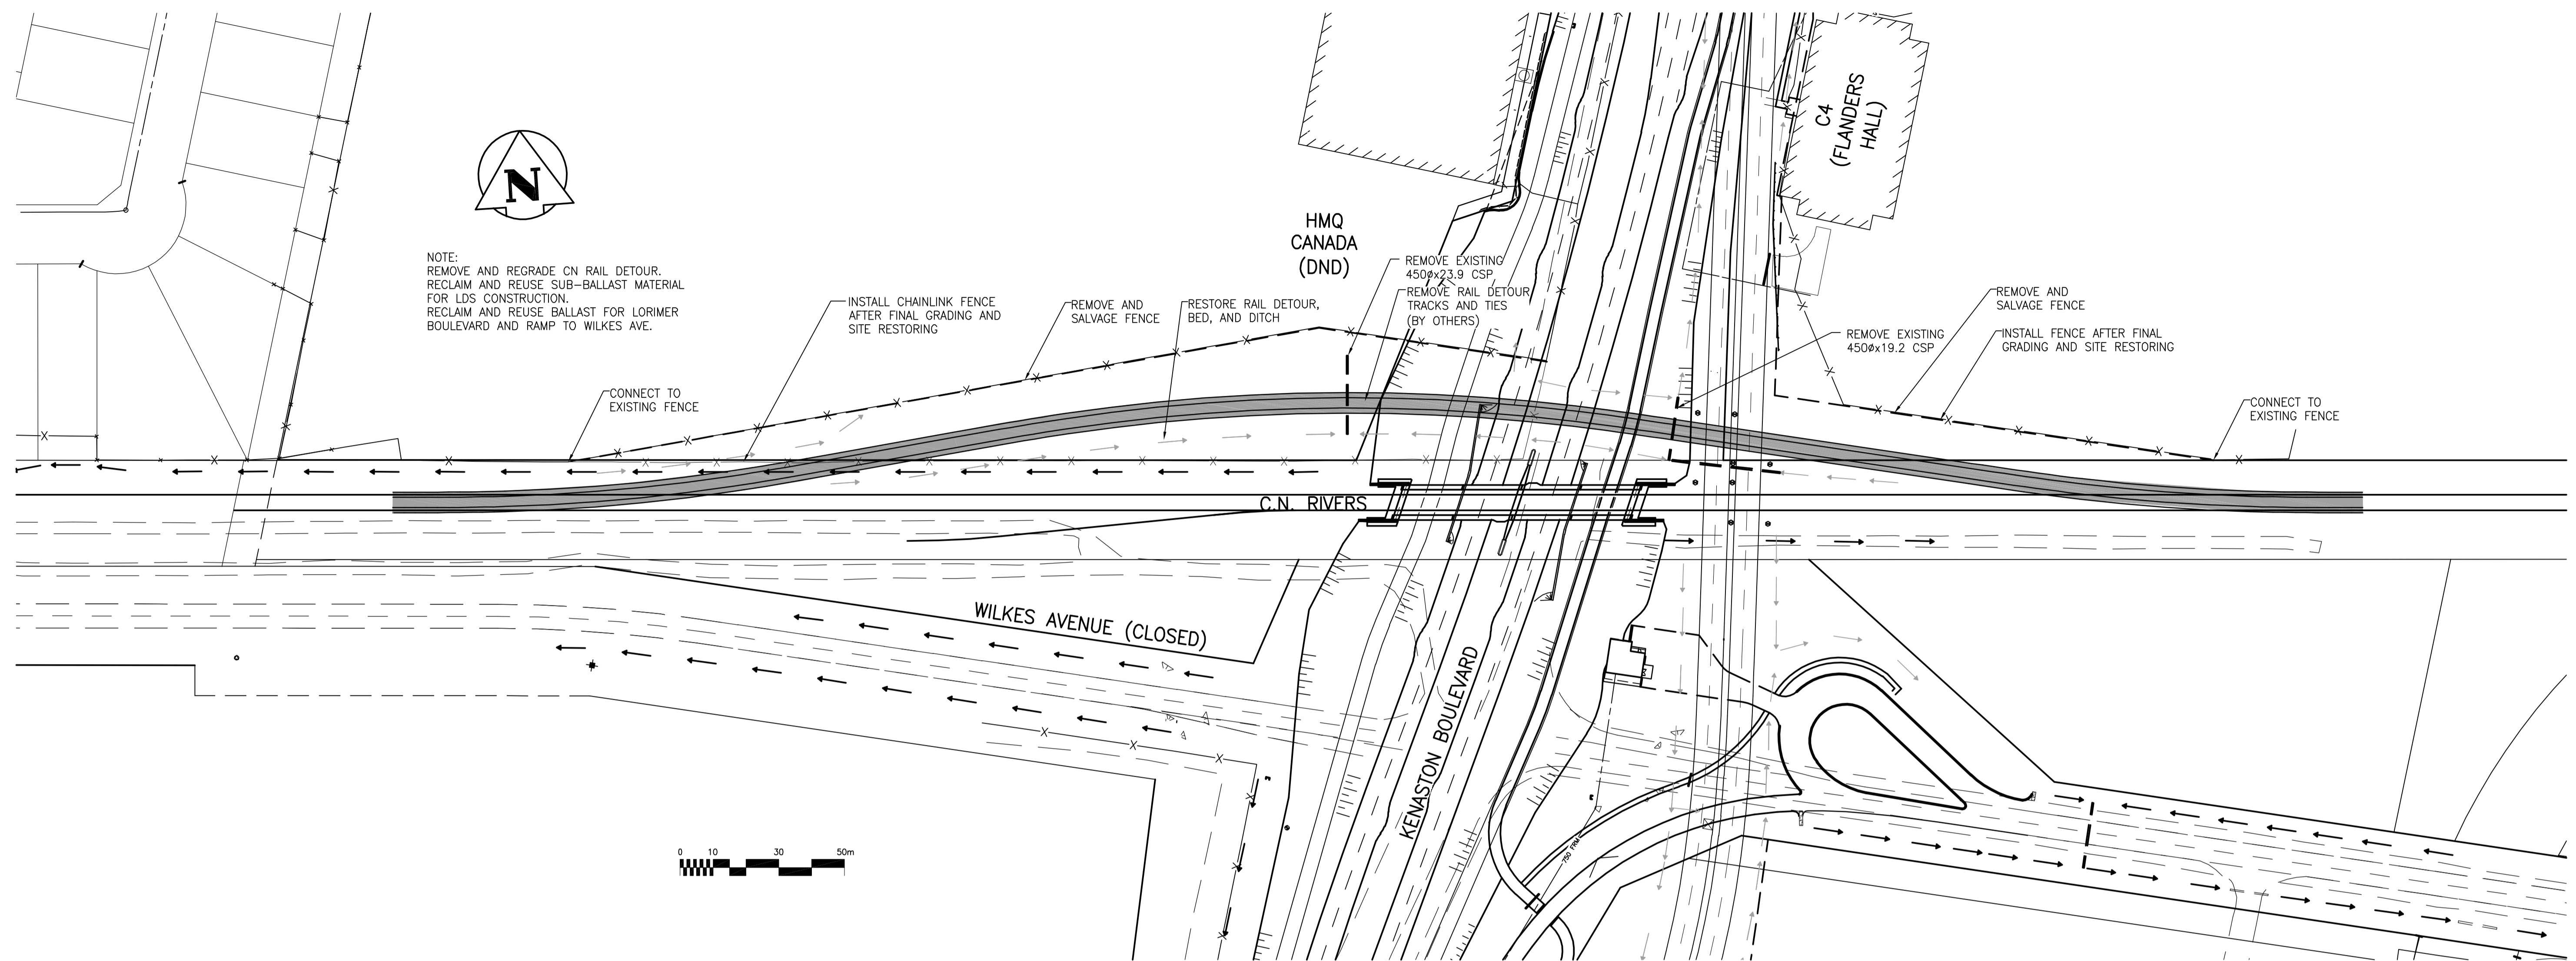 C4
(FLANDERS
HALL)
N
HMQ
CANADA
(DND)
NOTE:
REMOVE AND REGRADE CN RAIL DETOUR.
RECLAIM AND REUSE SUB-BALLAST MATERIAL
FOR LDS CONSTRUCTION.
RECLAIM AND REUSE BALLAST FOR LORIMER
BOULEVARD AND RAMP TO WILKES AVE.
INSTALL CHAINLINK FENCE
AFTER FINAL GRADING AND
SITE RESTORING
REMOVE AND
SALVAGE FENCE
RESTORE RAIL DETOUR,
BED, AND DITCH
REMOVE EXISTING
450øx23.9 CSP
REMOVE RAIL DETOUR
TRACKS AND TIES
(BY OTHERS)
REMOVE EXISTING
450øx19.2 CSP
REMOVE AND
SALVAGE FENCE
INSTALL FENCE AFTER FINAL
GRADING AND SITE RESTORING
CONNECT TO
EXISTING FENCE
CONNECT TO
EXISTING FENCE
C.N. RIVERS
WILKES AVENUE (CLOSED)
KENASTON BOULEVARD
750 FRM
0 10 30 50m